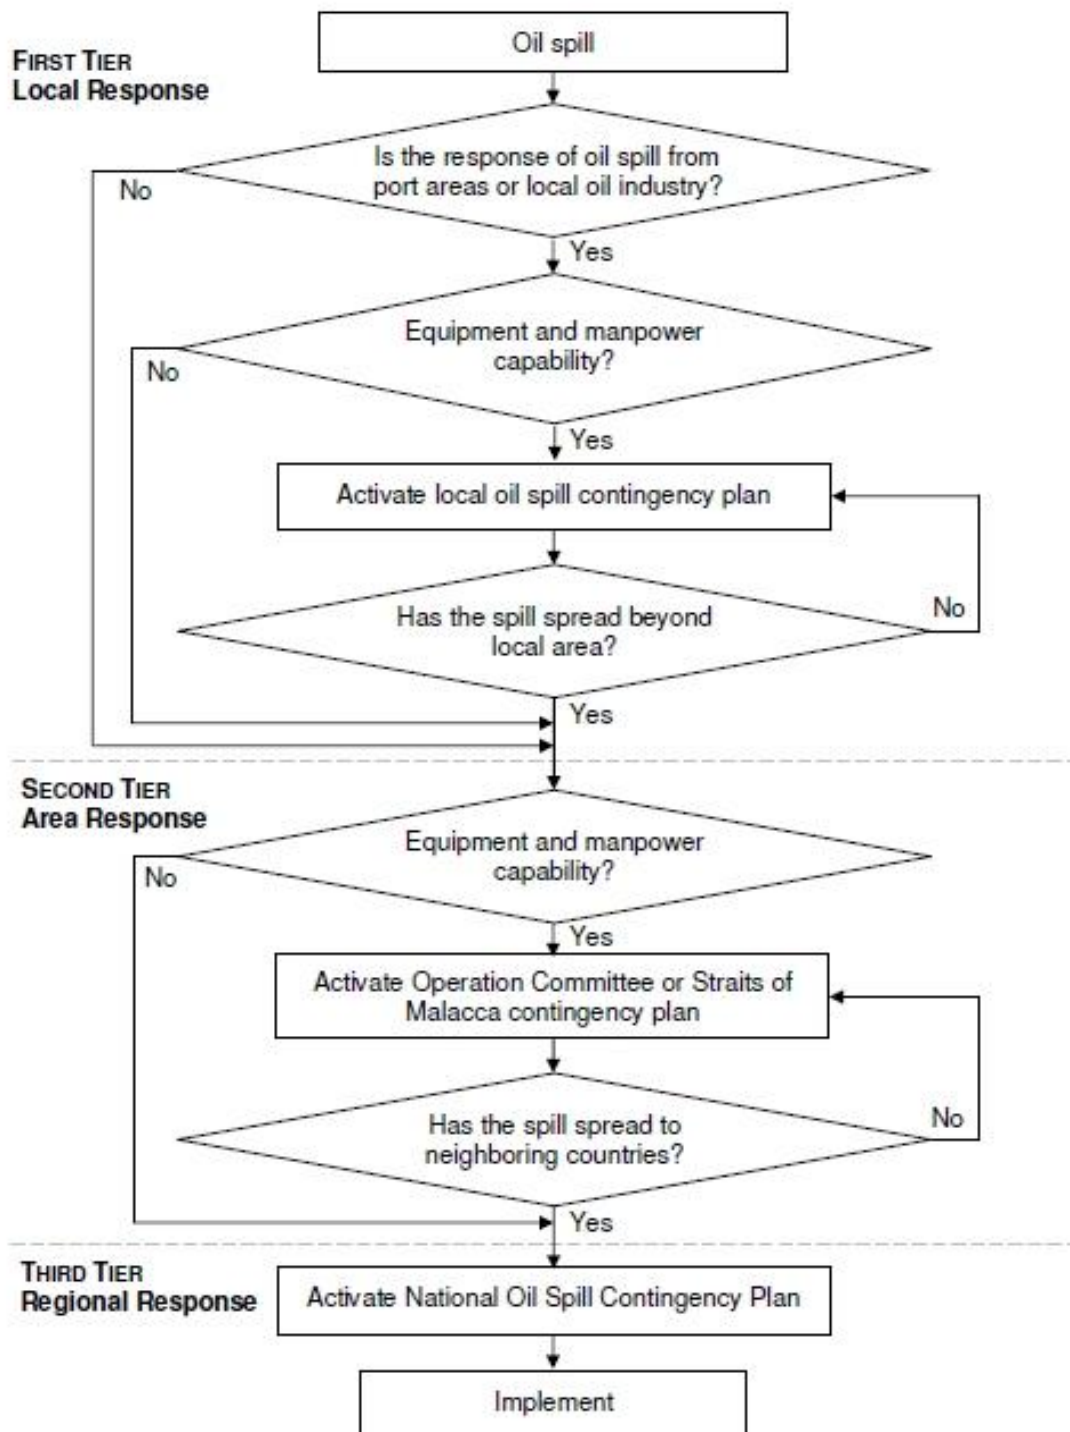 Oil spill
FIRST TIER
Local Response
Is the response of oil spill from
port areas or local oil industry?
No
Yes
Equipment and manpower
capability?
No
Yes
Activate local oil spill contingency plan
Has the spill spread beyond
local area?
No
Yes
SECOND TIER
Area Response
Equipment and manpower
capability?
No
Yes
Activate Operation Committee or Straits of
Malacca contingency plan
Has the spill spread to
neighboring countries?
No
Yes
THIRD TIER
Regional Response
Activate National Oil Spill Contingency Plan
Implement